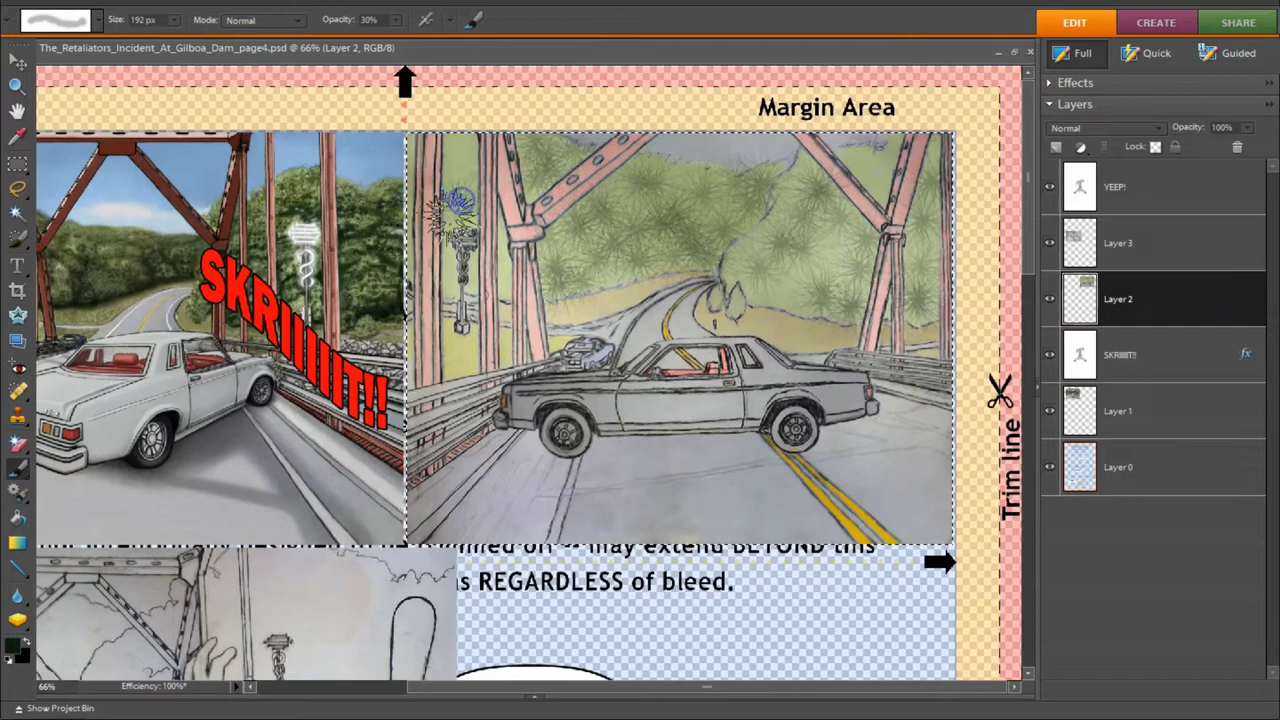 Size: 192 px Mode: Normal Opacity: 30%
EDIT CREATE SHARE
The_Retaliators_Incident_At_Gilboa_Dam_page4.psd @ 66% (Layer 2, RGB/8)
Full Quick Guided
Effects
Layers
Normal Opacity: 100%
Lock:
Margin Area
YEEP!
Layer 3
SKRIIIIIT!!
Layer 2
SKRIIIIIT!!
Layer 1
Trim line
Layer 0
may extend BEYOND this
s REGARDLESS of bleed.
66% Efficiency: 100%*
Show Project Bin